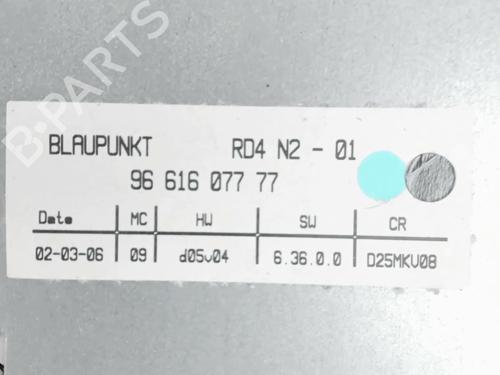 BLAUPUNKT RD4 N2 - 01
96 616 077 77
Date MC HW SW CR
02-03-06 09 d05v04 6.36.0.0 D25MKV08
B-PARTS